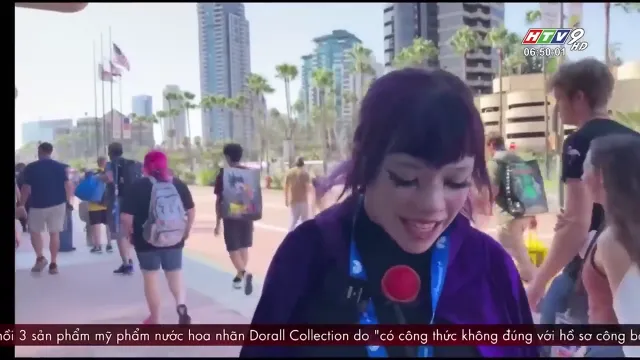 HTV9 HD
06:50:01
hồi 3 sản phẩm mỹ phẩm nước hoa nhãn Dorall Collection do "có công thức không đúng với hồ sơ công b